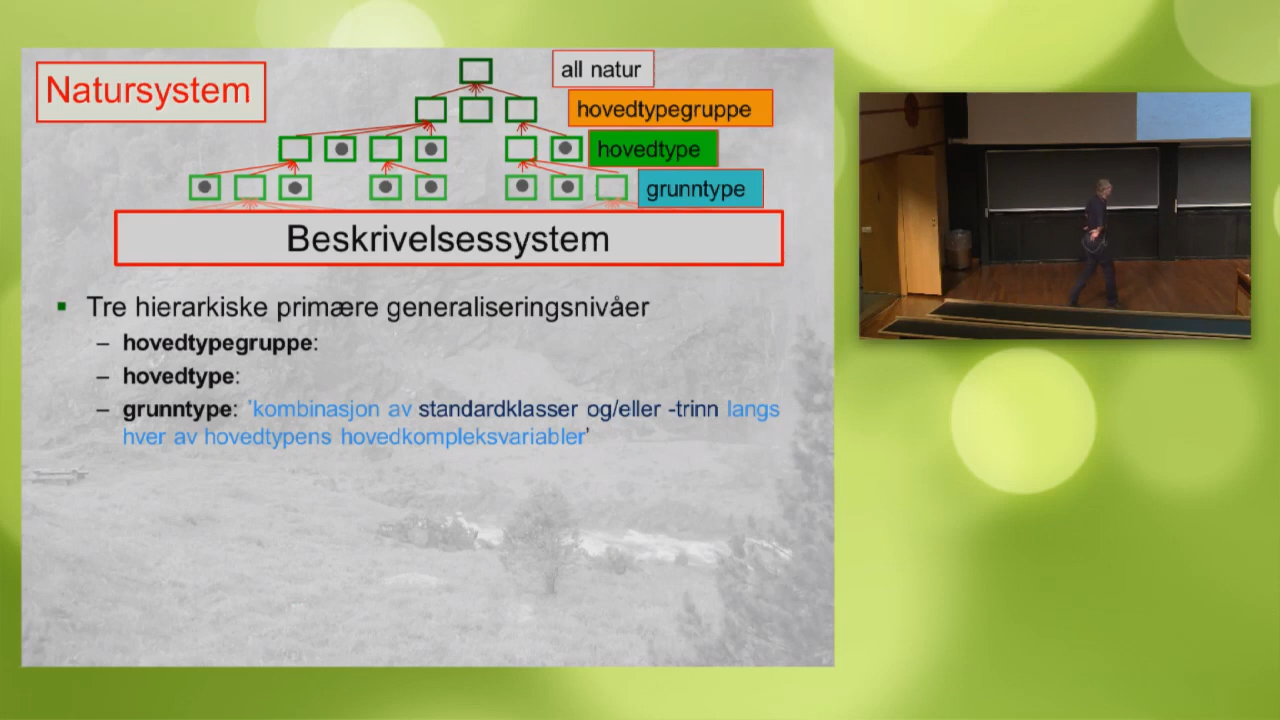 Natursystem
all natur
hovedtypegruppe
hovedtype
grunntype
Beskrivelsessystem
▪ Tre hierarkiske primære generaliseringsnivåer
– hovedtypegruppe:
– hovedtype:
– grunntype: 'kombinasjon av standardklasser og/eller -trinn langs
hver av hovedtypens hovedkompleksvariabler'